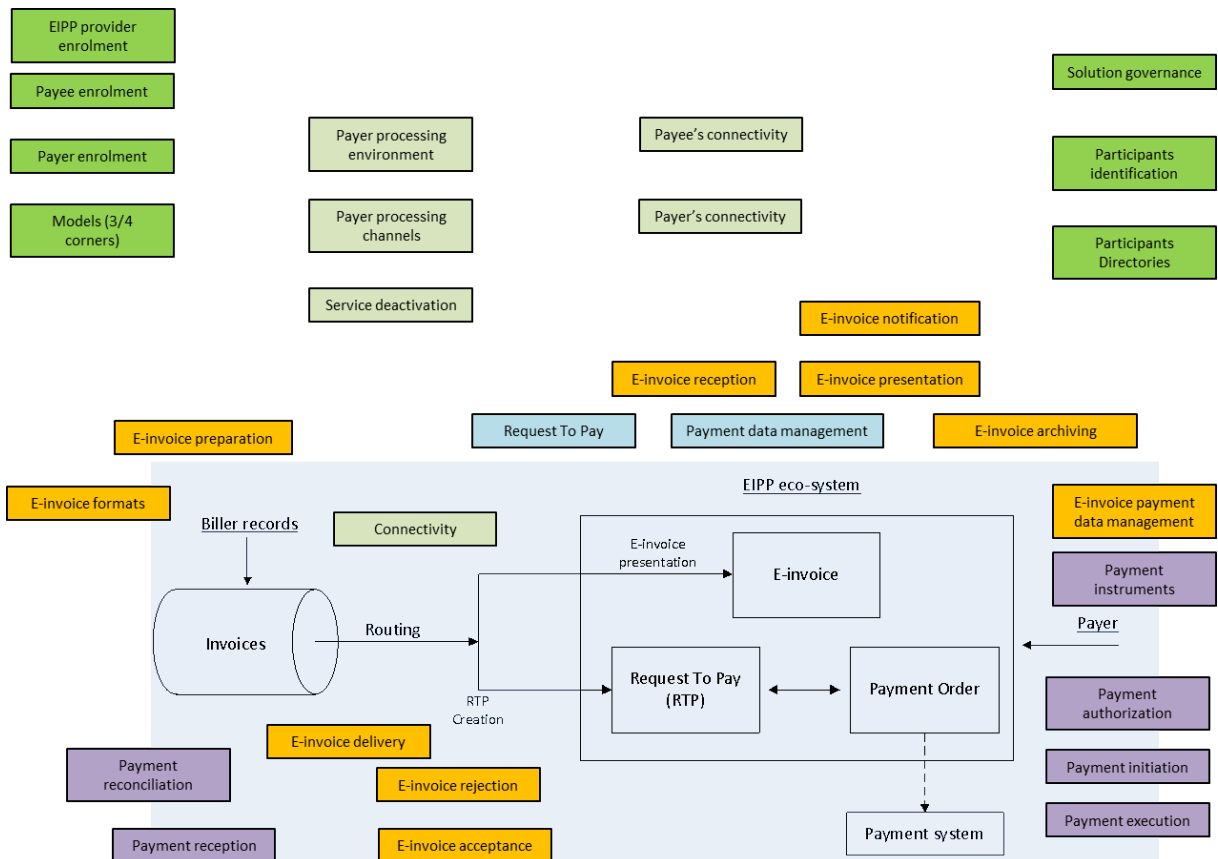 EIPP provider
enrolment
Payee enrolment
Payer enrolment
Models (3/4
corners)
Payer processing
environment
Payer processing
channels
Service deactivation
Payee's connectivity
Payer's connectivity
Solution governance
Participants
identification
Participants
Directories
E-invoice notification
E-invoice reception
E-invoice presentation
E-invoice preparation
Request To Pay
Payment data management
E-invoice archiving
E-invoice formats
EIPP eco-system
E-invoice payment
data management
Biller records
Connectivity
E-invoice
presentation
E-invoice
Payment
instruments
Invoices
Routing
Payer
Request To Pay
(RTP)
Payment Order
RTP
Creation
Payment
authorization
E-invoice delivery
Payment
reconciliation
E-invoice rejection
Payment initiation
Payment execution
Payment reception
E-invoice acceptance
Payment system